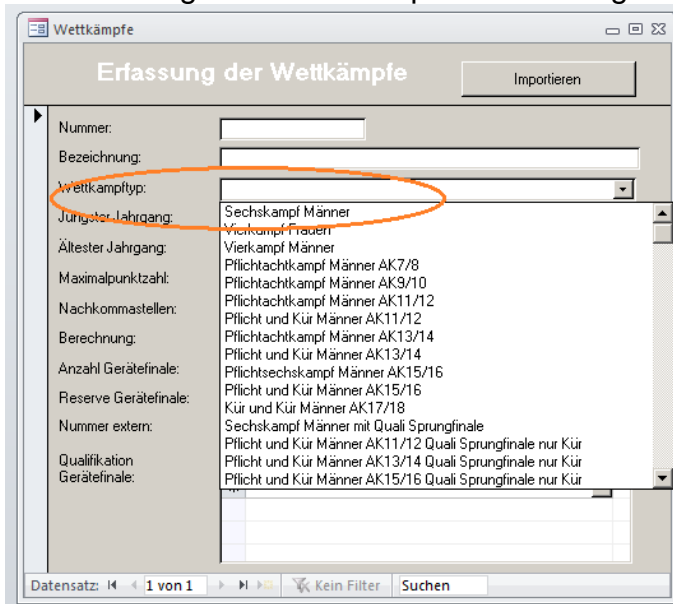 Wettkämpfe
Erfassung der Wettkämpfe
Importieren
Nummer:
Bezeichnung:
Wettkampftyp:
Jüngster Jahrgang:
Sechskampf Männer
Vierkampf Frauen
Ältester Jahrgang:
Vierkampf Männer
Pflichtachtkampf Männer AK7/8
Maximalpunktzahl:
Pflichtachtkampf Männer AK9/10
Pflichtachtkampf Männer AK11/12
Nachkommastellen:
Pflicht und Kür Männer AK11/12
Berechnung:
Pflichtachtkampf Männer AK13/14
Pflicht und Kür Männer AK13/14
Anzahl Gerätefinale:
Pflichtsechskampf Männer AK15/16
Pflicht und Kür Männer AK15/16
Reserve Gerätefinale:
Kür und Kür Männer AK17/18
Nummer extern:
Sechskampf Männer mit Quali Sprungfinale
Pflicht und Kür Männer AK11/12 Quali Sprungfinale nur Kür
Qualifikation
Gerätefinale:
Pflicht und Kür Männer AK13/14 Quali Sprungfinale nur Kür
Pflicht und Kür Männer AK15/16 Quali Sprungfinale nur Kür
Datensatz: 1 von 1 Kein Filter Suchen